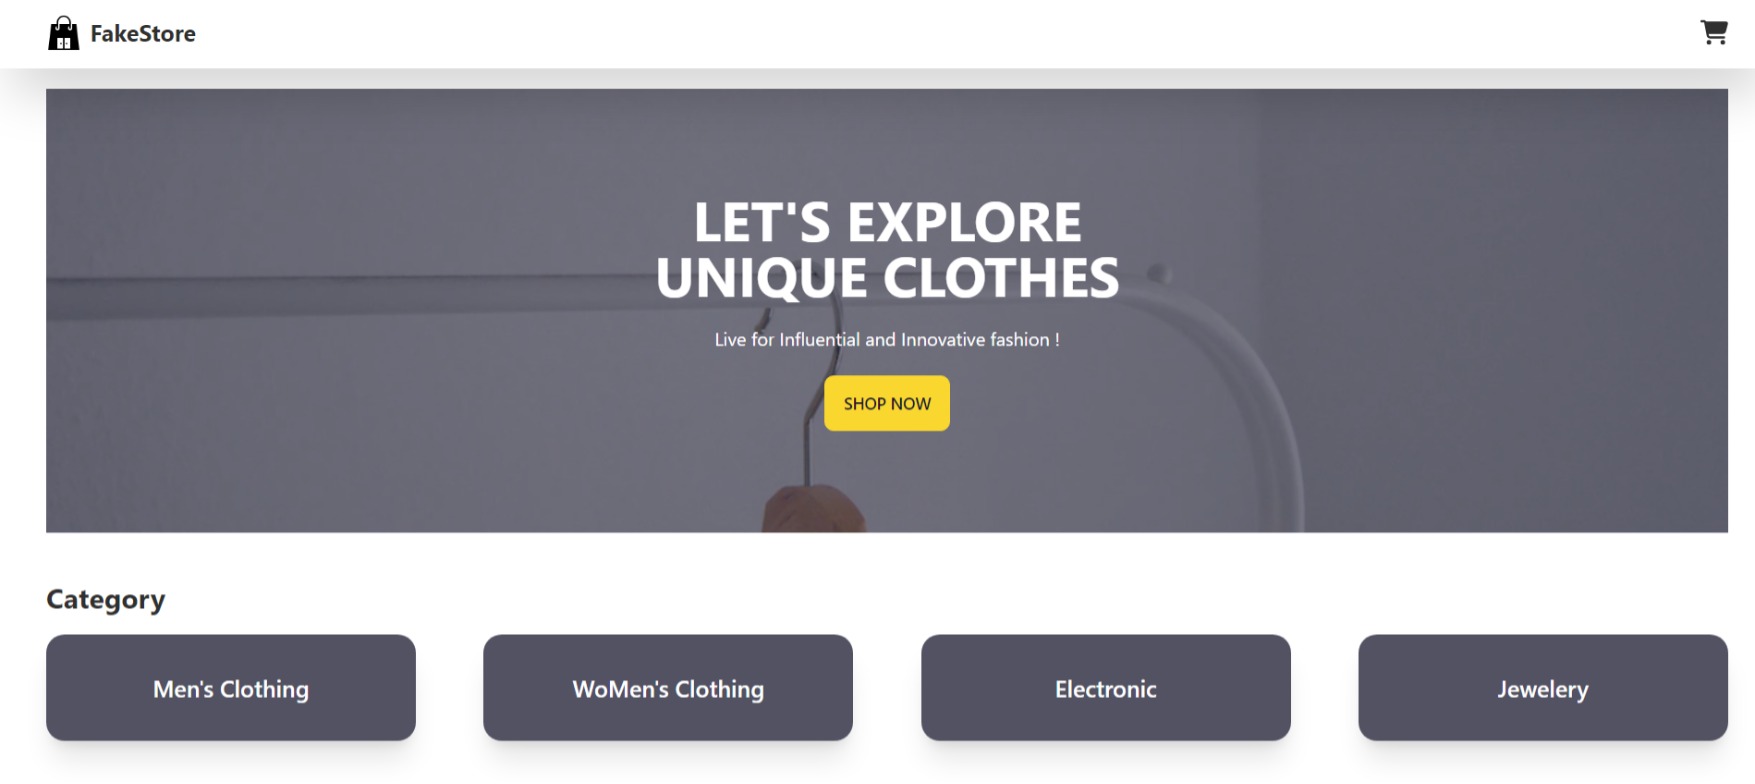 FakeStore
LET'S EXPLORE
UNIQUE CLOTHES
Live for Influential and Innovative fashion !
SHOP NOW
Category
Men's Clothing
WoMen's Clothing
Electronic
Jewelery